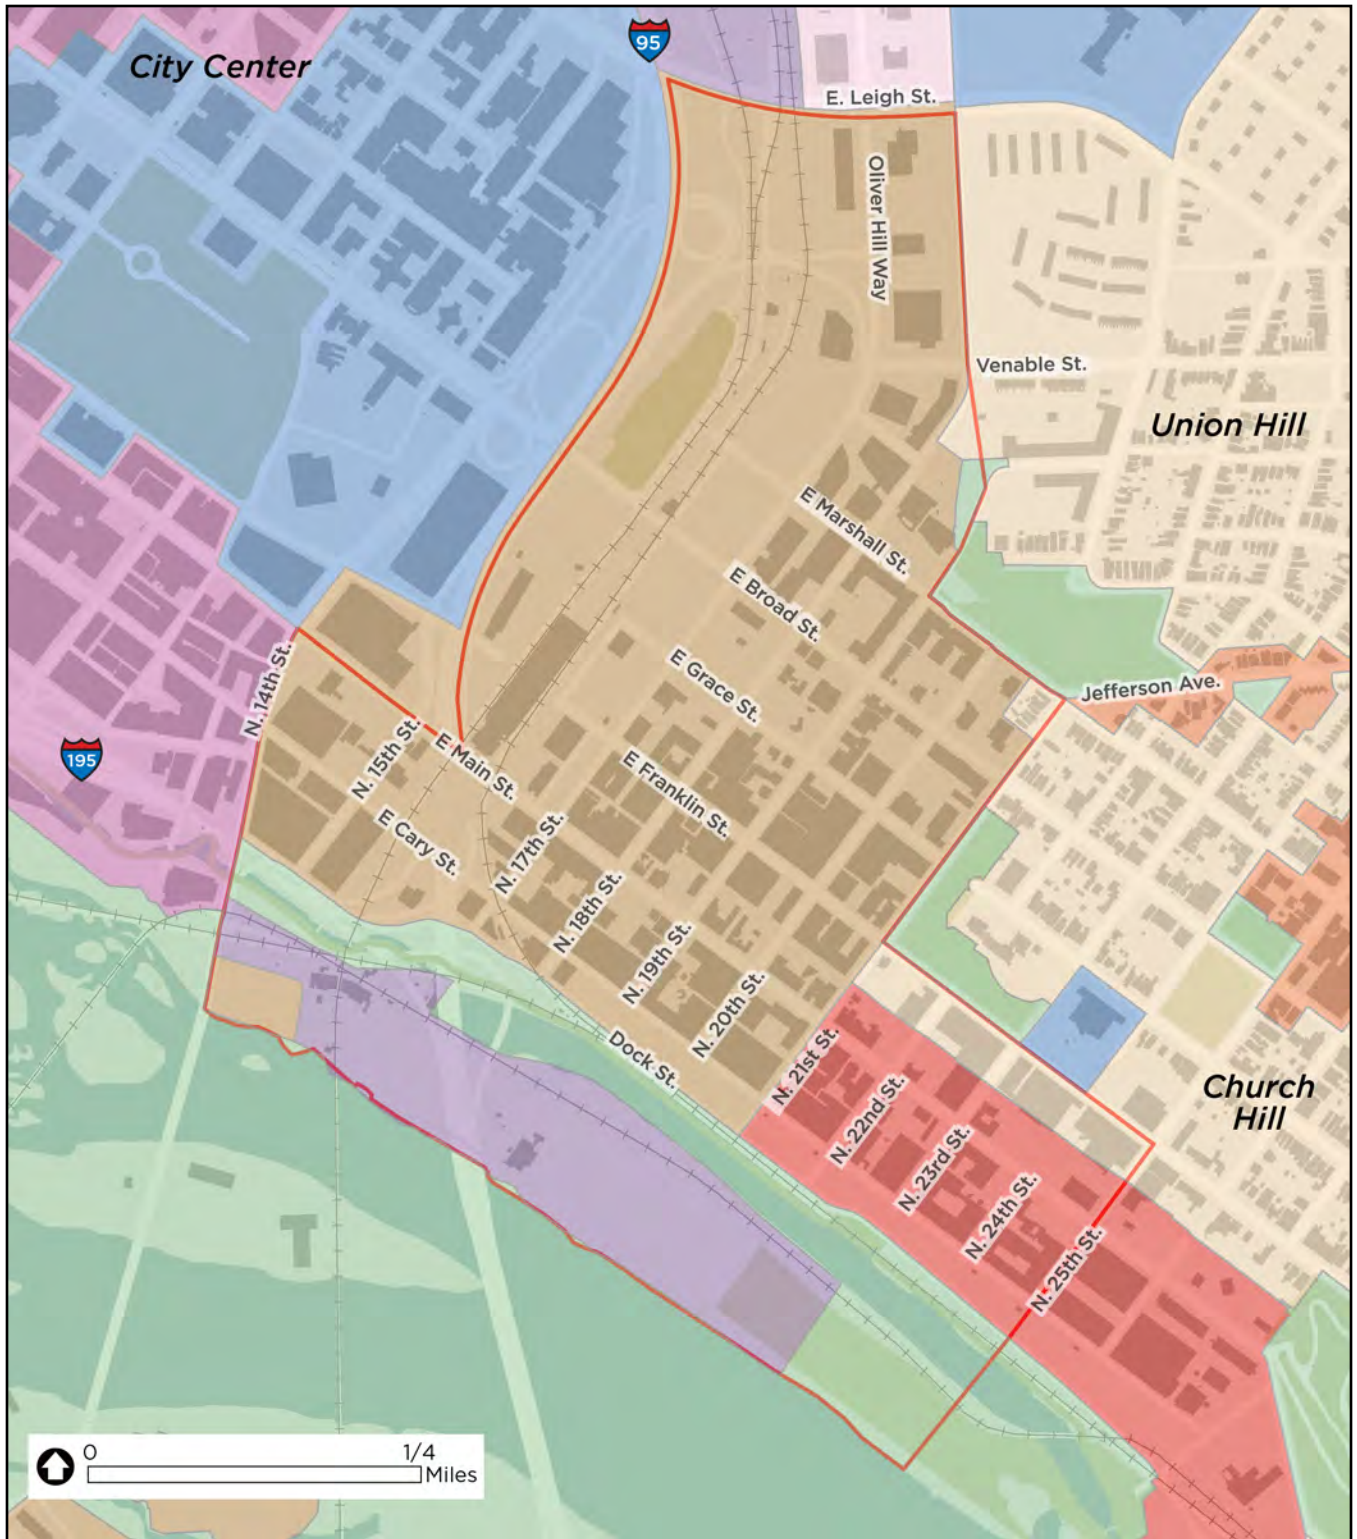 95
City Center
E. Leigh St.
Oliver Hill Way
Venable St.
Union Hill
E Marshall St.
E Broad St.
E Grace St.
Jefferson Ave.
N. 14th St.
N. 15th St.
E Main St.
E Franklin St.
195
E Cary St.
N. 17th St.
N. 18th St.
N. 19th St.
N. 20th St.
Dock St.
N. 21st St.
N. 22nd St.
N. 23rd St.
N. 24th St.
N. 25th St.
Church
Hill
0 1/4
Miles